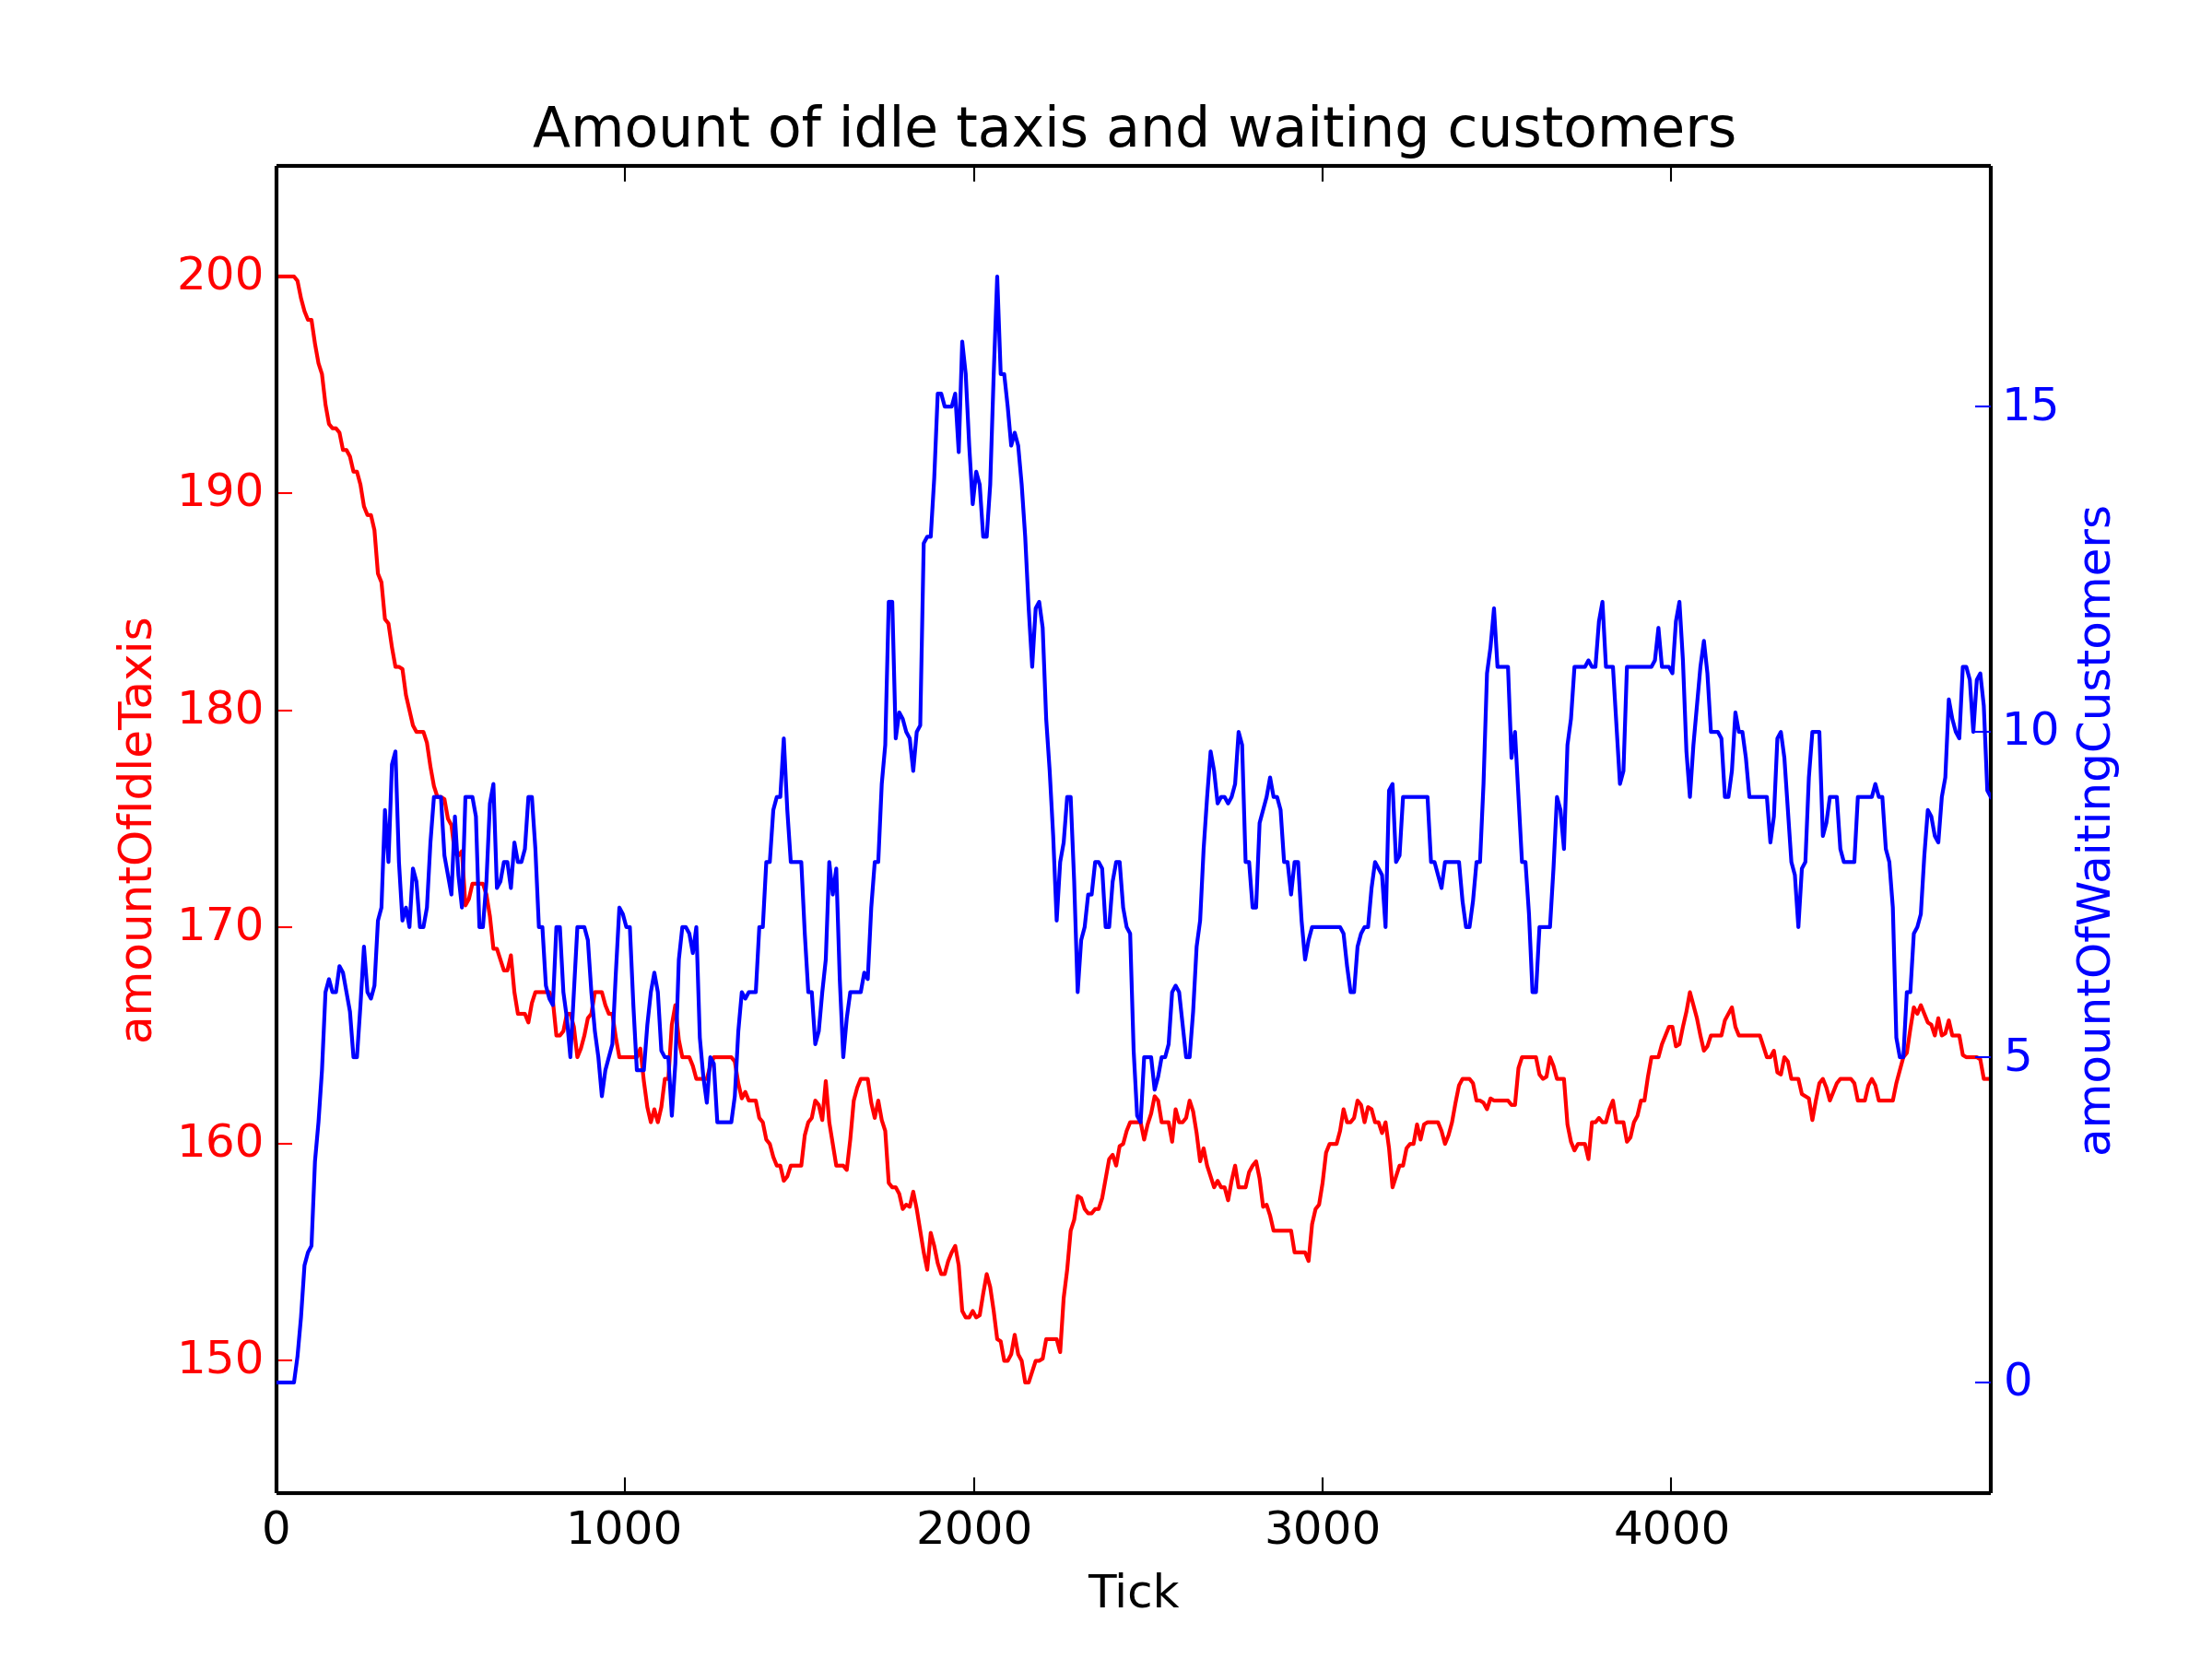 Amount of idle taxis and waiting customers
amountOfIdleTaxis
200
190
180
170
160
150
15
10
5
0
amountOfWaitingCustomers
0 1000 2000 3000 4000
Tick